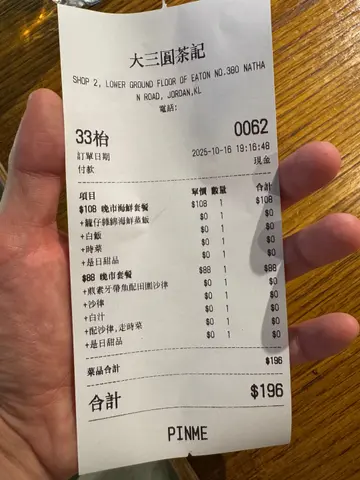 大三圓茶記
SHOP 2, LOWER GROUND FLOOR OF EATON NO.380 NATHA
N ROAD, JORDAN,KL
電話:
33枱 0062
訂單日期 2025-10-16 19:16:48
付款 現金
項目 單價 數量 合計
$108 晚市海鮮套餐 $108 1 $108
+籠仔雜錦海鮮蒸飯 $0 1 $0
+白飯 $0 1 $0
+時菜 $0 1 $0
+是日甜品 $0 1 $0
$88 晚市套餐 $88 1 $88
+煎素牙帶魚配田園沙律 $0 1 $0
+沙律 $0 1 $0
+白汁 $0 1 $0
+配沙律,走時菜 $0 1 $0
+是日甜品 $0 1 $0
菜品合計 $196
合計 $196
PINME